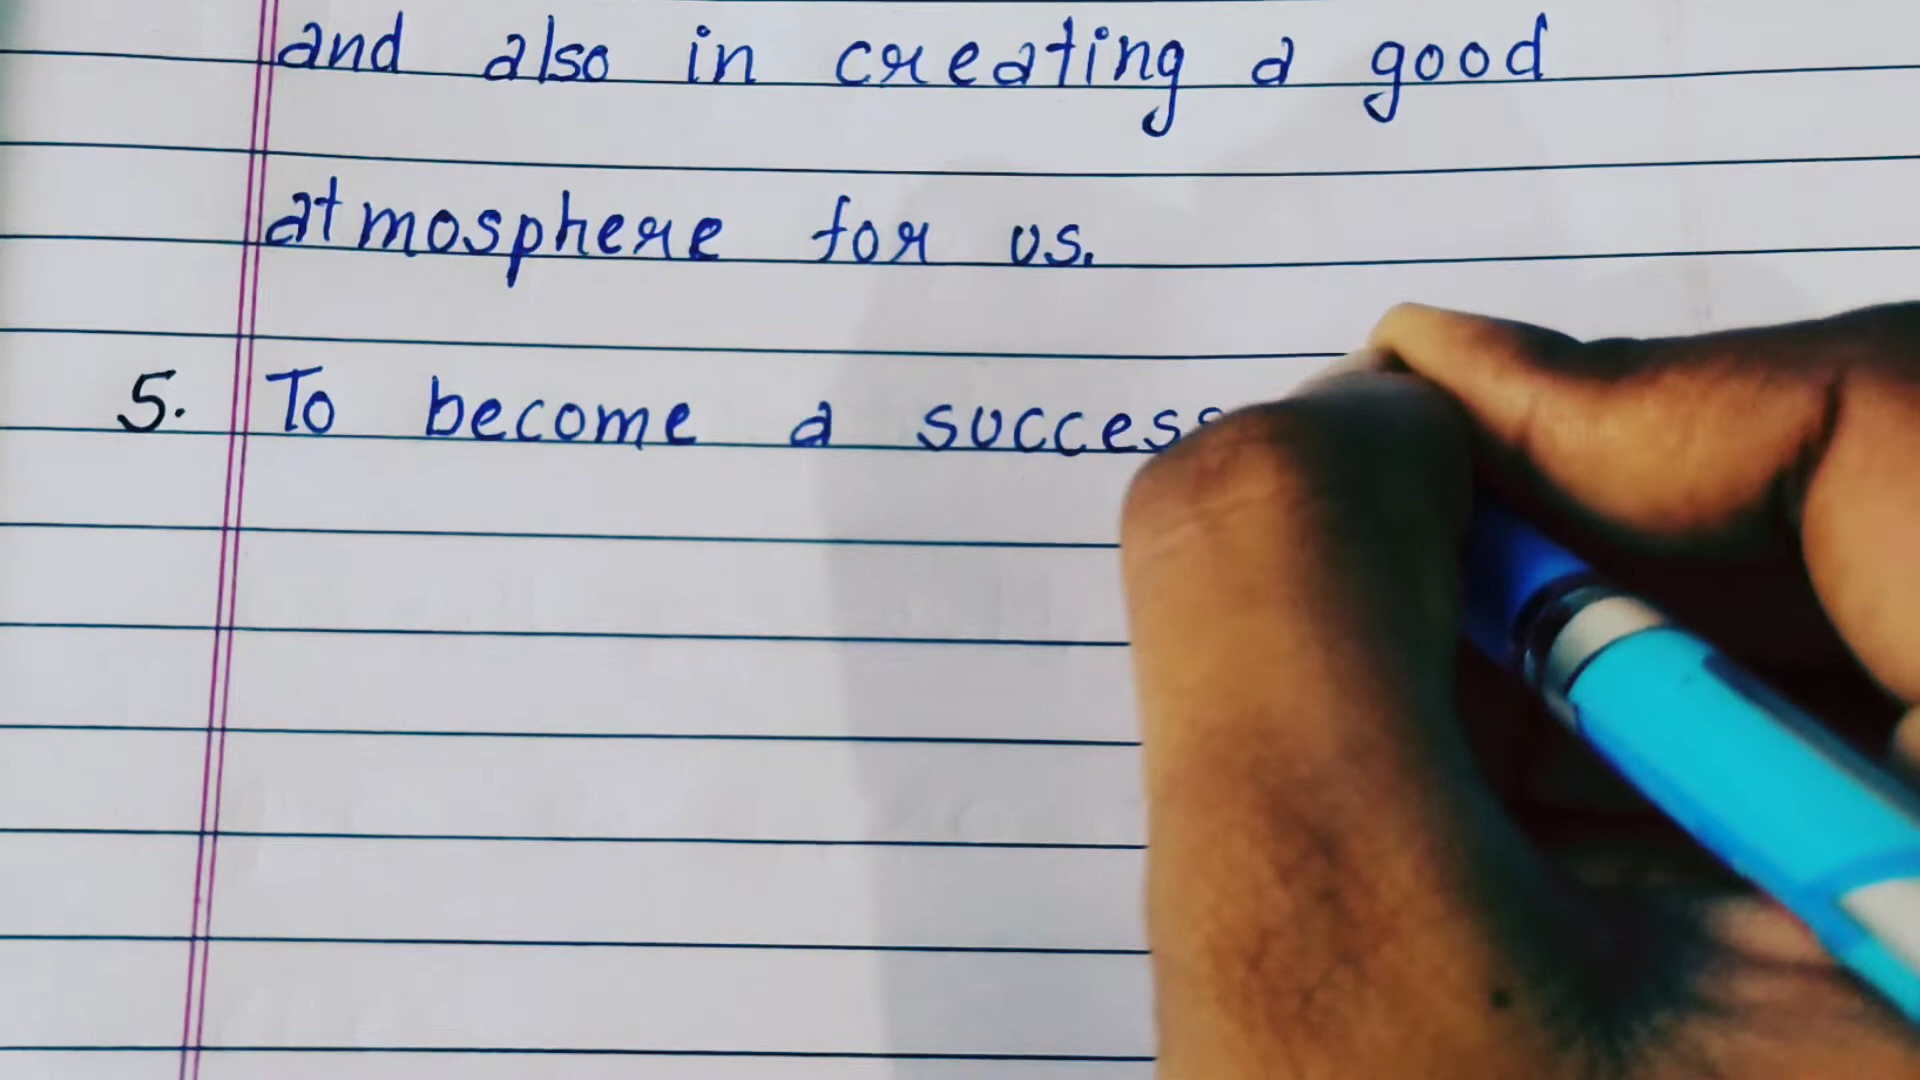 and also in creating a good
atmosphere for us.
5. To become a success